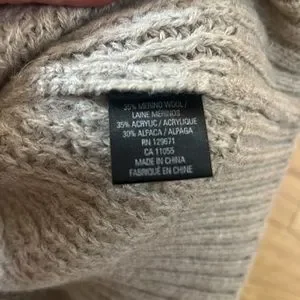 35% MERINO WOOL /
LAINE MERINOS
35% ACRYLIC / ACRYLIQUE
30% ALPACA / ALPAGA
RN 129671
CA 11055
MADE IN CHINA
FABRIQUÉ EN CHINE